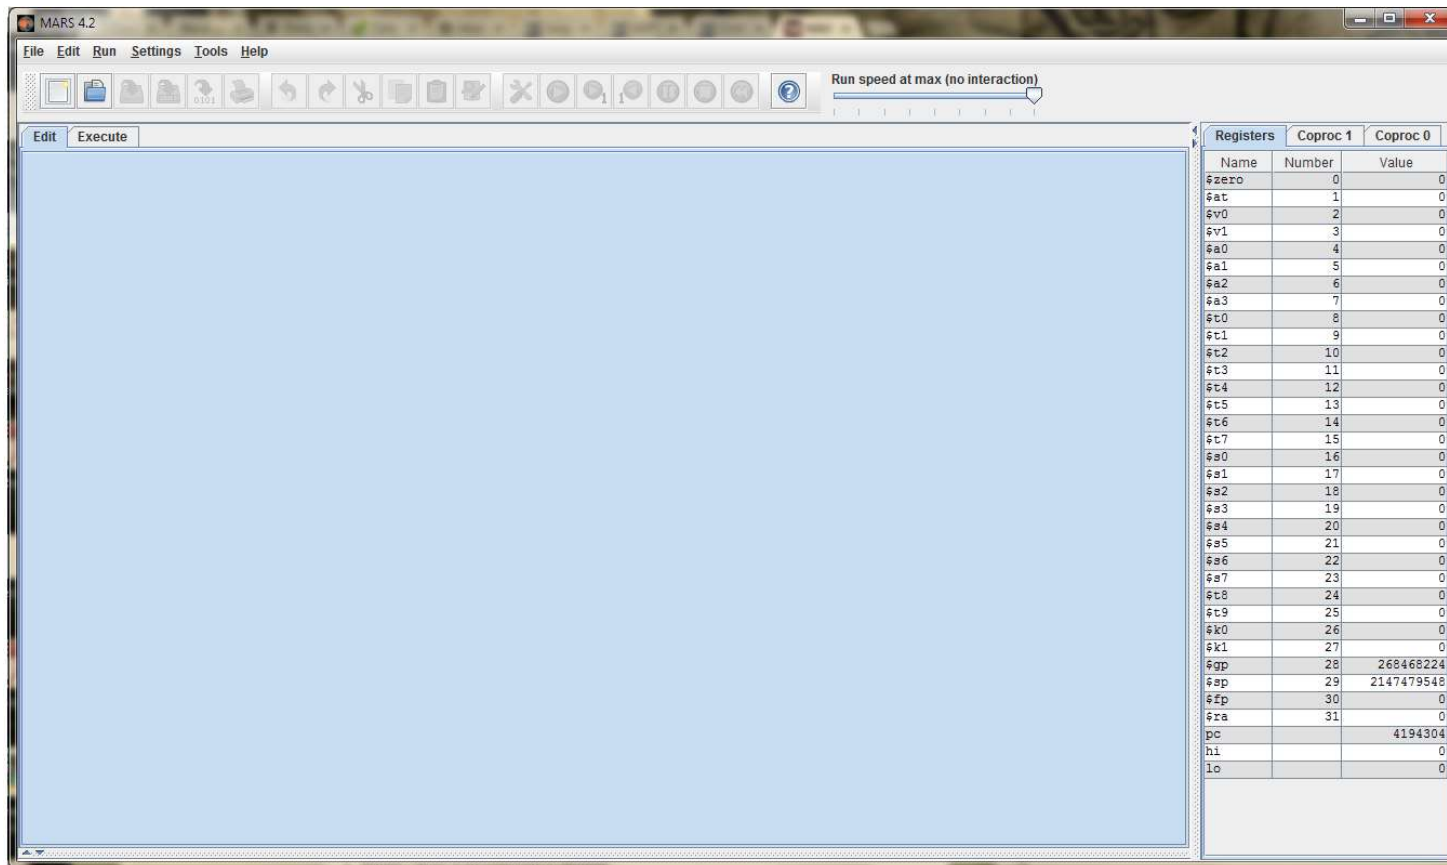 MARS 4.2
File Edit Run Settings Tools Help
Run speed at max (no interaction)
Edit Execute
Registers Coproc 1 Coproc 0
Name Number Value
$zero 0 0
$at 1 0
$v0 2 0
$v1 3 0
$a0 4 0
$a1 5 0
$a2 6 0
$a3 7 0
$t0 8 0
$t1 9 0
$t2 10 0
$t3 11 0
$t4 12 0
$t5 13 0
$t6 14 0
$t7 15 0
$s0 16 0
$s1 17 0
$s2 18 0
$s3 19 0
$s4 20 0
$s5 21 0
$s6 22 0
$s7 23 0
$t8 24 0
$t9 25 0
$k0 26 0
$k1 27 0
$gp 28 268468224
$sp 29 2147479548
$fp 30 0
$ra 31 0
pc 4194304
hi 0
lo 0